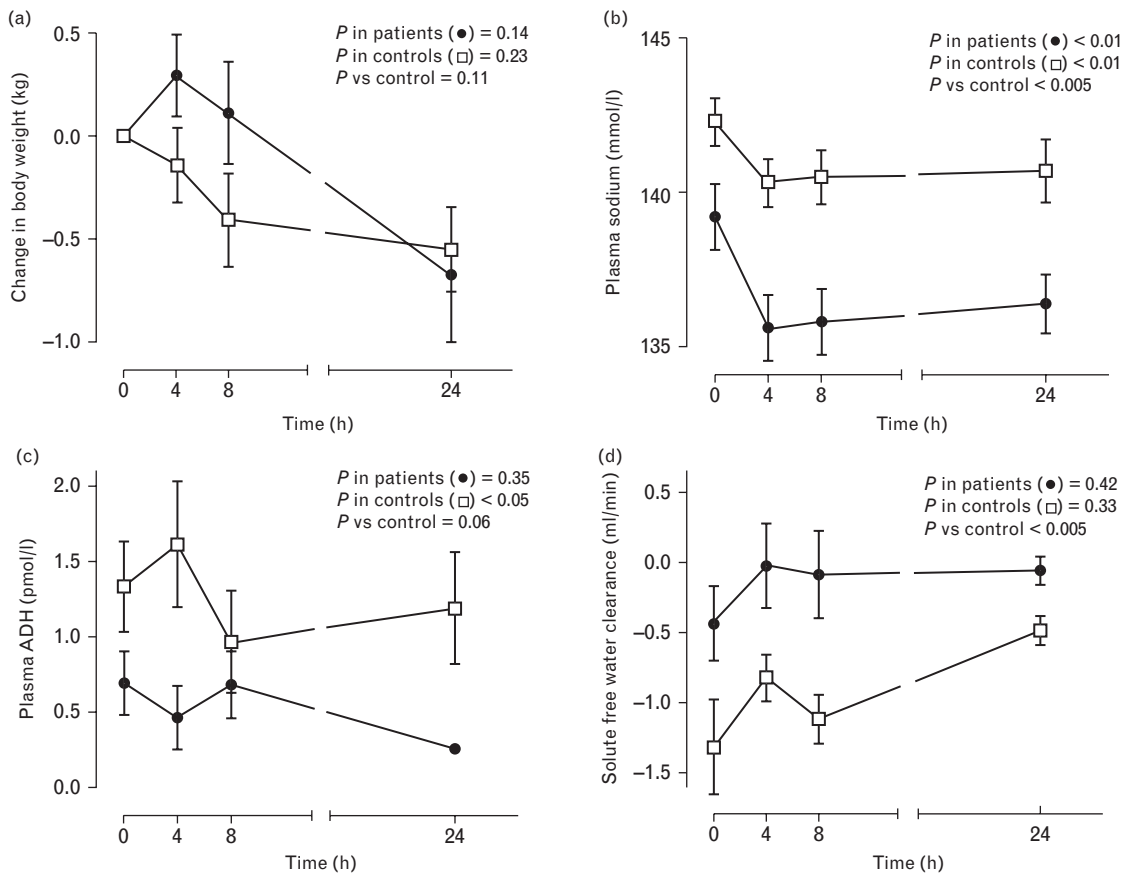 (a)
P in patients (●) = 0.14
P in controls (□) = 0.23
P vs control = 0.11
Change in body weight (kg)
0.5
0.0
–0.5
–1.0
0 4 8 24
Time (h)
(b)
P in patients (●) < 0.01
P in controls (□) < 0.01
P vs control < 0.005
Plasma sodium (mmol/l)
145
140
135
0 4 8 24
Time (h)
(c)
P in patients (●) = 0.35
P in controls (□) < 0.05
P vs control = 0.06
Plasma ADH (pmol/l)
2.0
1.5
1.0
0.5
0.0
0 4 8 24
Time (h)
(d)
P in patients (●) = 0.42
P in controls (□) = 0.33
P vs control < 0.005
Solute free water clearance (ml/min)
0.5
0.0
–0.5
–1.0
–1.5
0 4 8 24
Time (h)